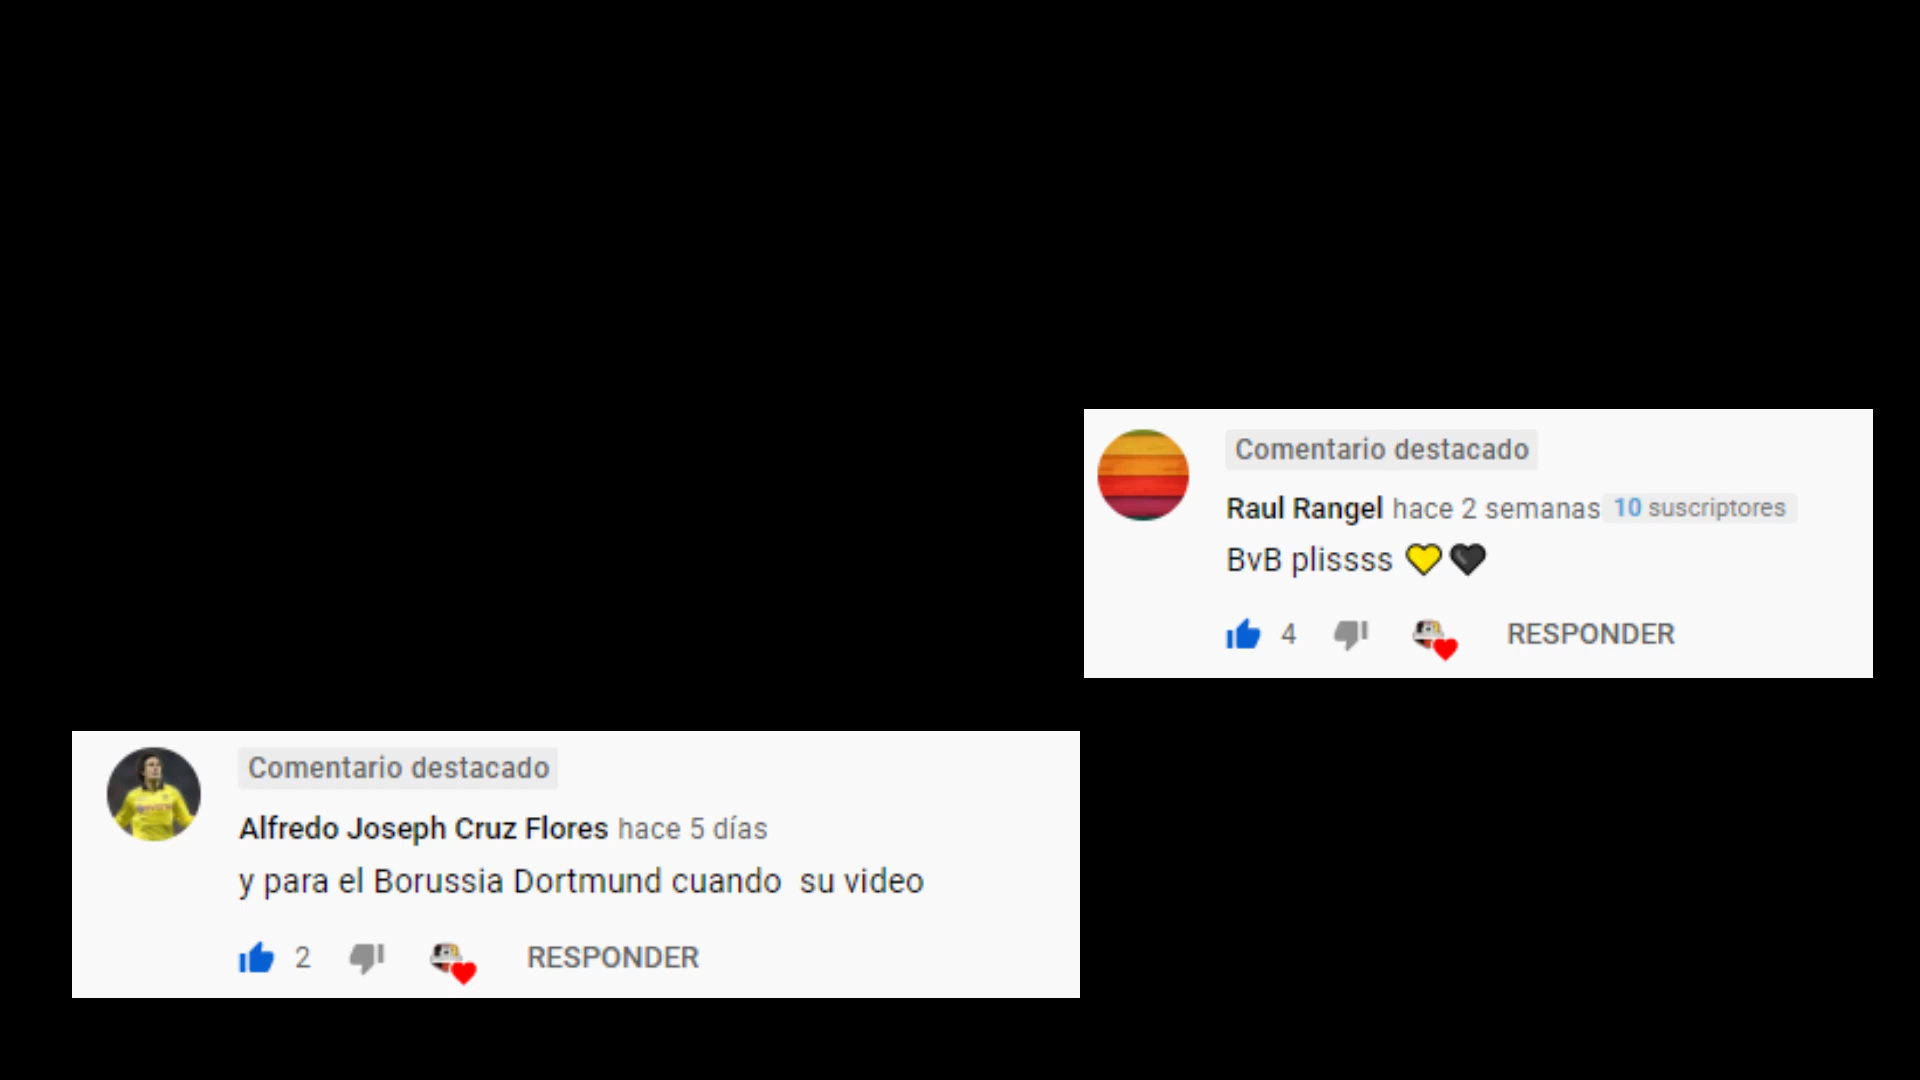 Comentario destacado
Raul Rangel hace 2 semanas 10 suscriptores
BvB plissss 💛🖤
4 RESPONDER
Comentario destacado
Alfredo Joseph Cruz Flores hace 5 días
y para el Borussia Dortmund cuando  su video
2 RESPONDER